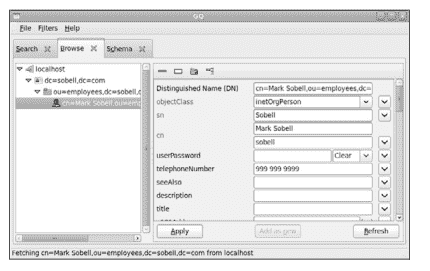 GQ
File Filters Help
Search Browse Schema
localhost
dc=sobell,dc=com
ou=employees,dc=sobell,d
cn=Mark Sobell,ou=emp
Distinguished Name (DN) cn=Mark Sobell,ou=employees,dc=
objectClass inetOrgPerson
sn Sobell
Mark Sobell
cn
sobell
userPassword Clear
telephoneNumber 999 999 9999
seeAlso
description
title
Apply Add as new Refresh
Fetching cn=Mark Sobell,ou=employees,dc=sobell,dc=com from localhost